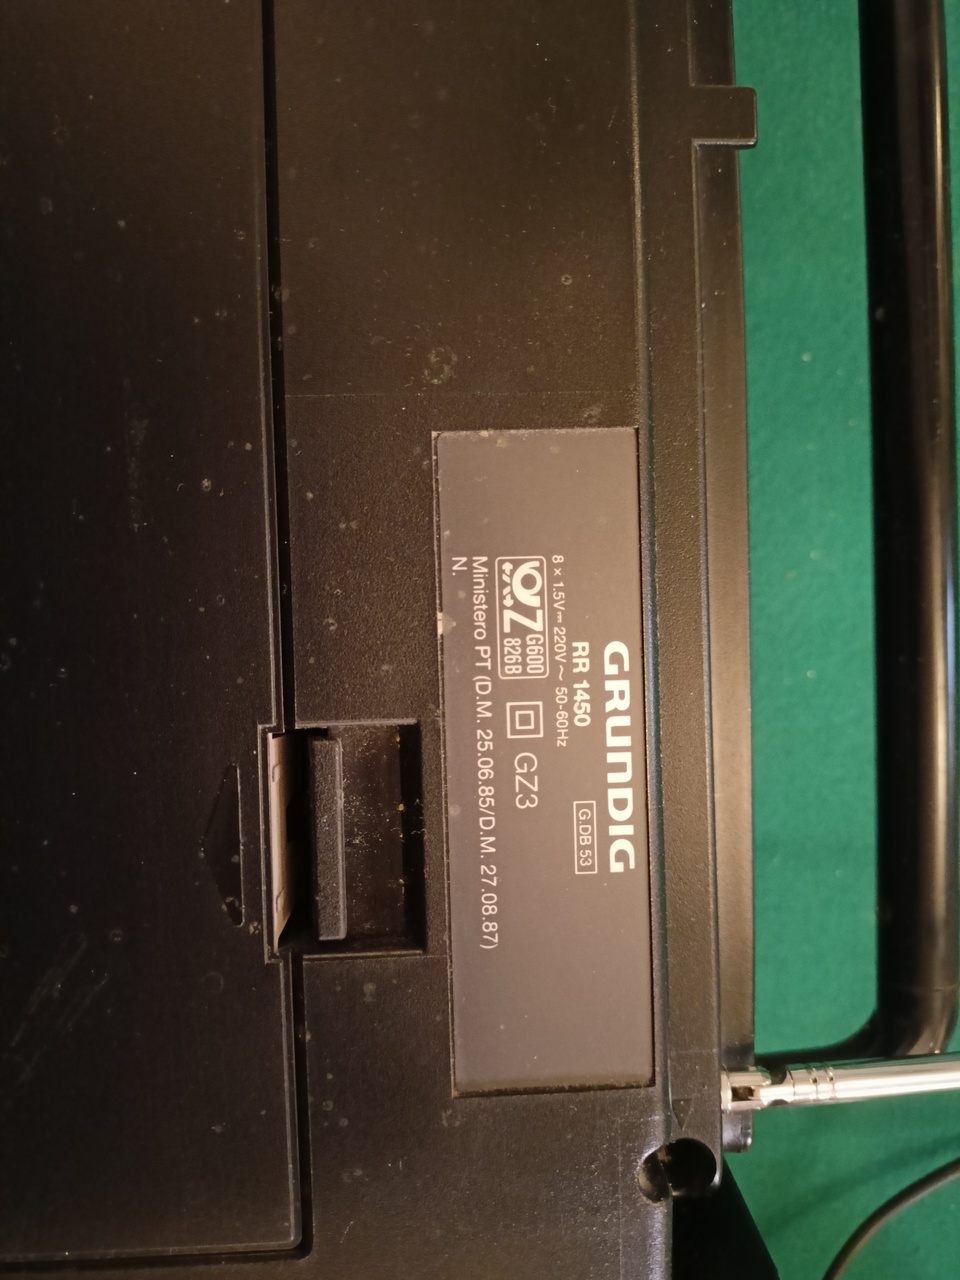 GRUNDIG
RR 1450 G.DB 53
8 x 1.5V⎓ 220V~ 50-60Hz
Z G600 826B GZ3
Ministero PT (D.M. 25.06.85/D.M. 27.08.87)
N.